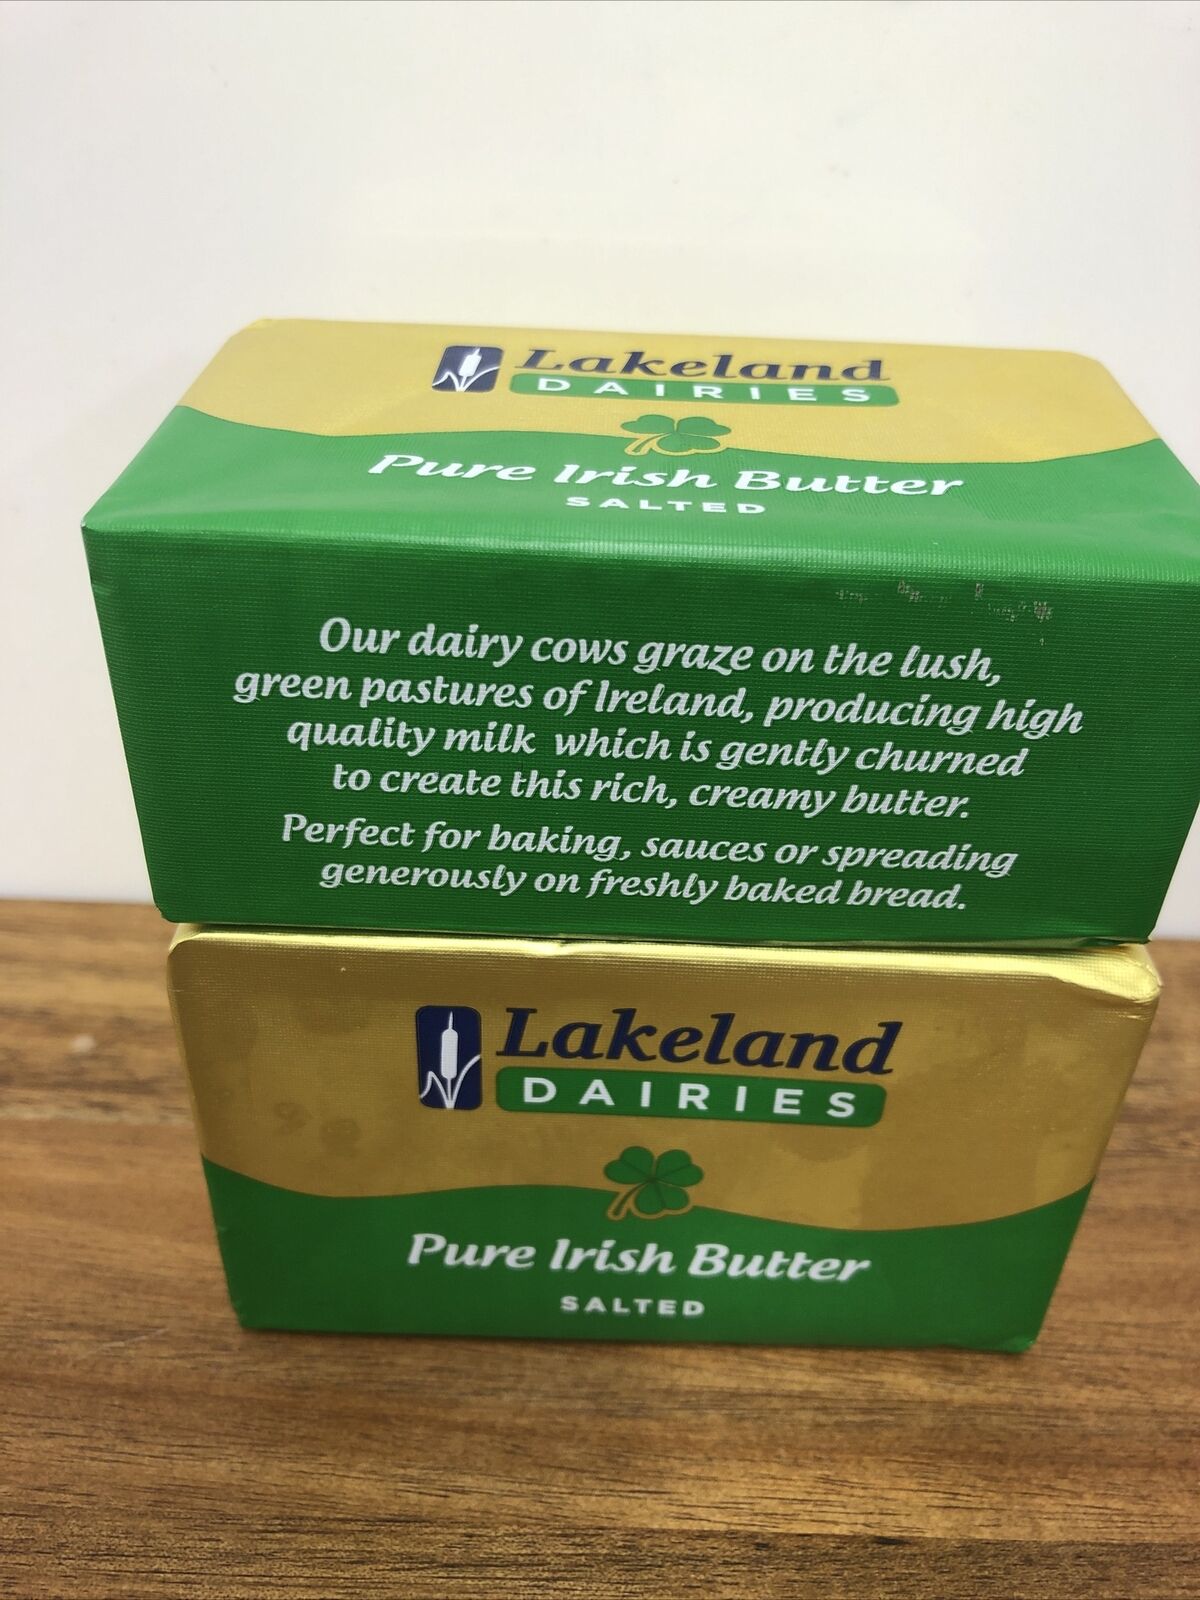 Lakeland
DAIRIES
Pure Irish Butter
SALTED
Our dairy cows graze on the lush,
green pastures of Ireland, producing high
quality milk which is gently churned
to create this rich, creamy butter.
Perfect for baking, sauces or spreading
generously on freshly baked bread.
Lakeland
DAIRIES
Pure Irish Butter
SALTED